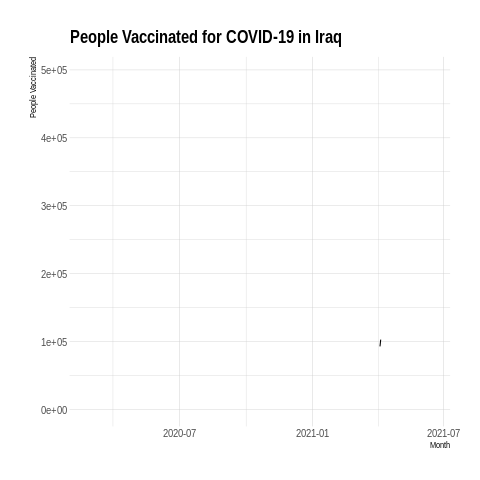 People Vaccinated for COVID-19 in Iraq
People Vaccinated
5e+05
4e+05
3e+05
2e+05
1e+05
0e+00
2020-07
2021-01
2021-07
Month